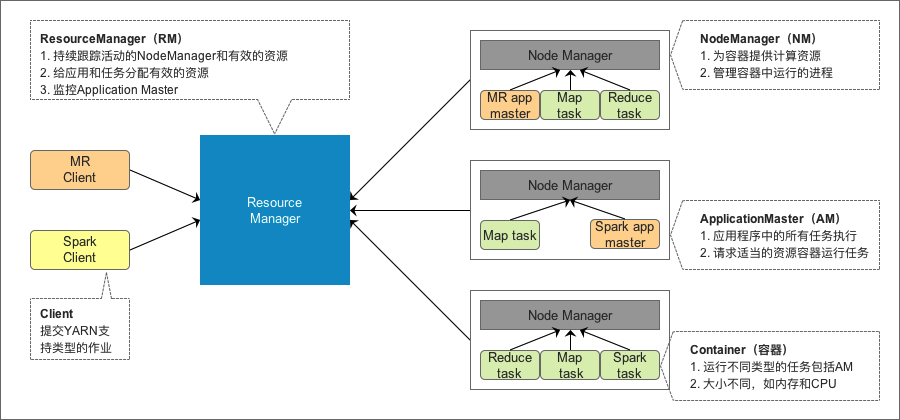 ResourceManager（RM）
1. 持续跟踪活动的NodeManager和有效的资源
2. 给应用和任务分配有效的资源
3. 监控Application Master
MR
Client
Spark
Client
Client
提交YARN支
持类型的作业
Resource
Manager
Node Manager
MR app
master
Map
task
Reduce
task
Node Manager
Map task
Spark app
master
Node Manager
Reduce
task
Map
task
Spark
task
NodeManager（NM）
1. 为容器提供计算资源
2. 管理容器中运行的进程
ApplicationMaster（AM）
1. 应用程序中的所有任务执行
2. 请求适当的资源容器运行任务
Container（容器）
1. 运行不同类型的任务包括AM
2. 大小不同，如内存和CPU